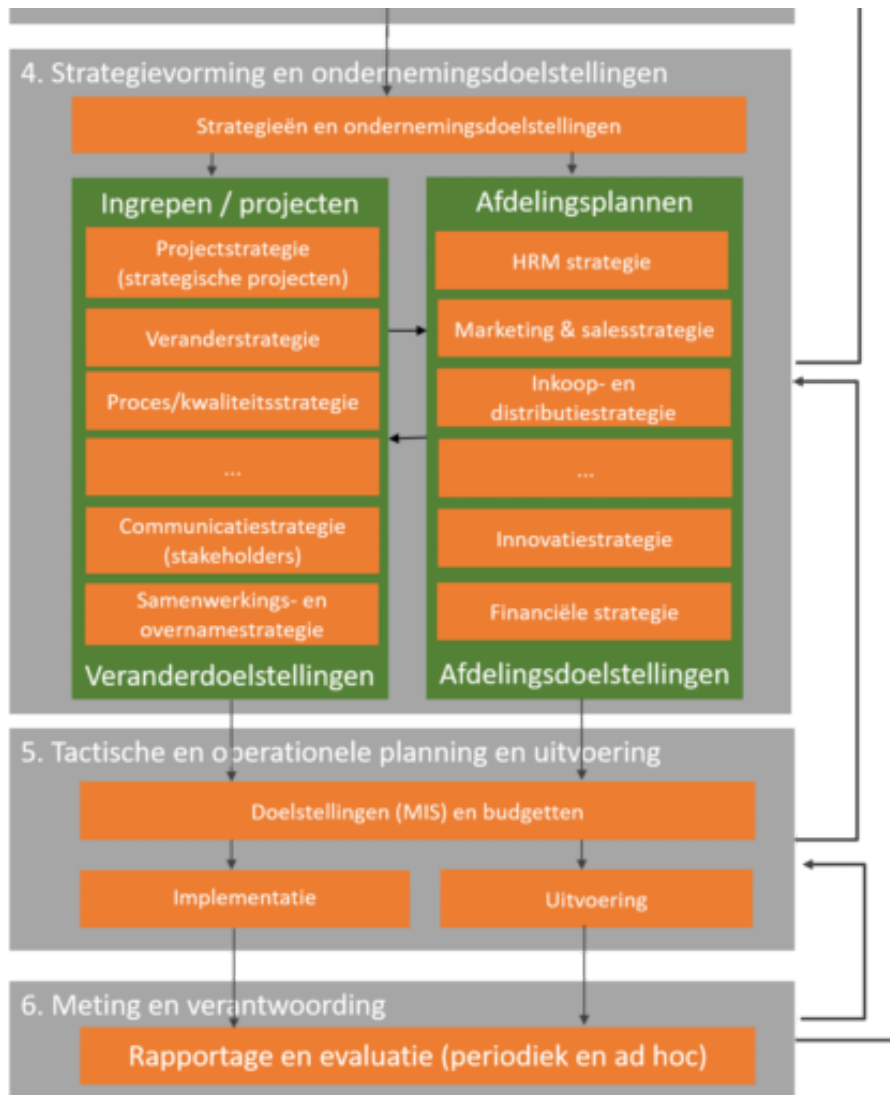 4. Strategievorming en ondernemingsdoelstellingen
Strategieën en ondernemingsdoelstellingen
Ingrepen / projecten
Projectstrategie
(strategische projecten)
Veranderstrategie
Proces/kwaliteitsstrategie
...
Communicatiestrategie
(stakeholders)
Samenwerkings- en
overnamestrategie
Veranderdoelstellingen
Afdelingsplannen
HRM strategie
Marketing & salesstrategie
Inkoop- en
distributiestrategie
...
Innovatiestrategie
Financiële strategie
Afdelingsdoelstellingen
5. Tactische en operationele planning en uitvoering
Doelstellingen (MIS) en budgetten
Implementatie
Uitvoering
6. Meting en verantwoording
Rapportage en evaluatie (periodiek en ad hoc)